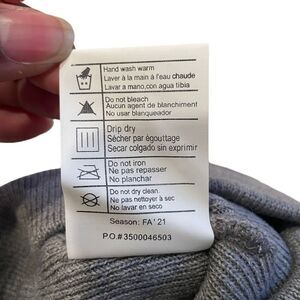 Hand wash warm
Laver à la main à l'eau chaude
Lavar a mano,con agua tibia
Do not bleach
Aucun agent de blanchiment
No usar blanqueador
Drip dry
Sécher par égouttage
Secar colgado sin exprimir
Do not iron
Ne pas repasser
No planchar
Do not dry clean.
Ne pas nettoyer à sec
No lavar en seco
Season: FA' 21
P.O.#3500046503